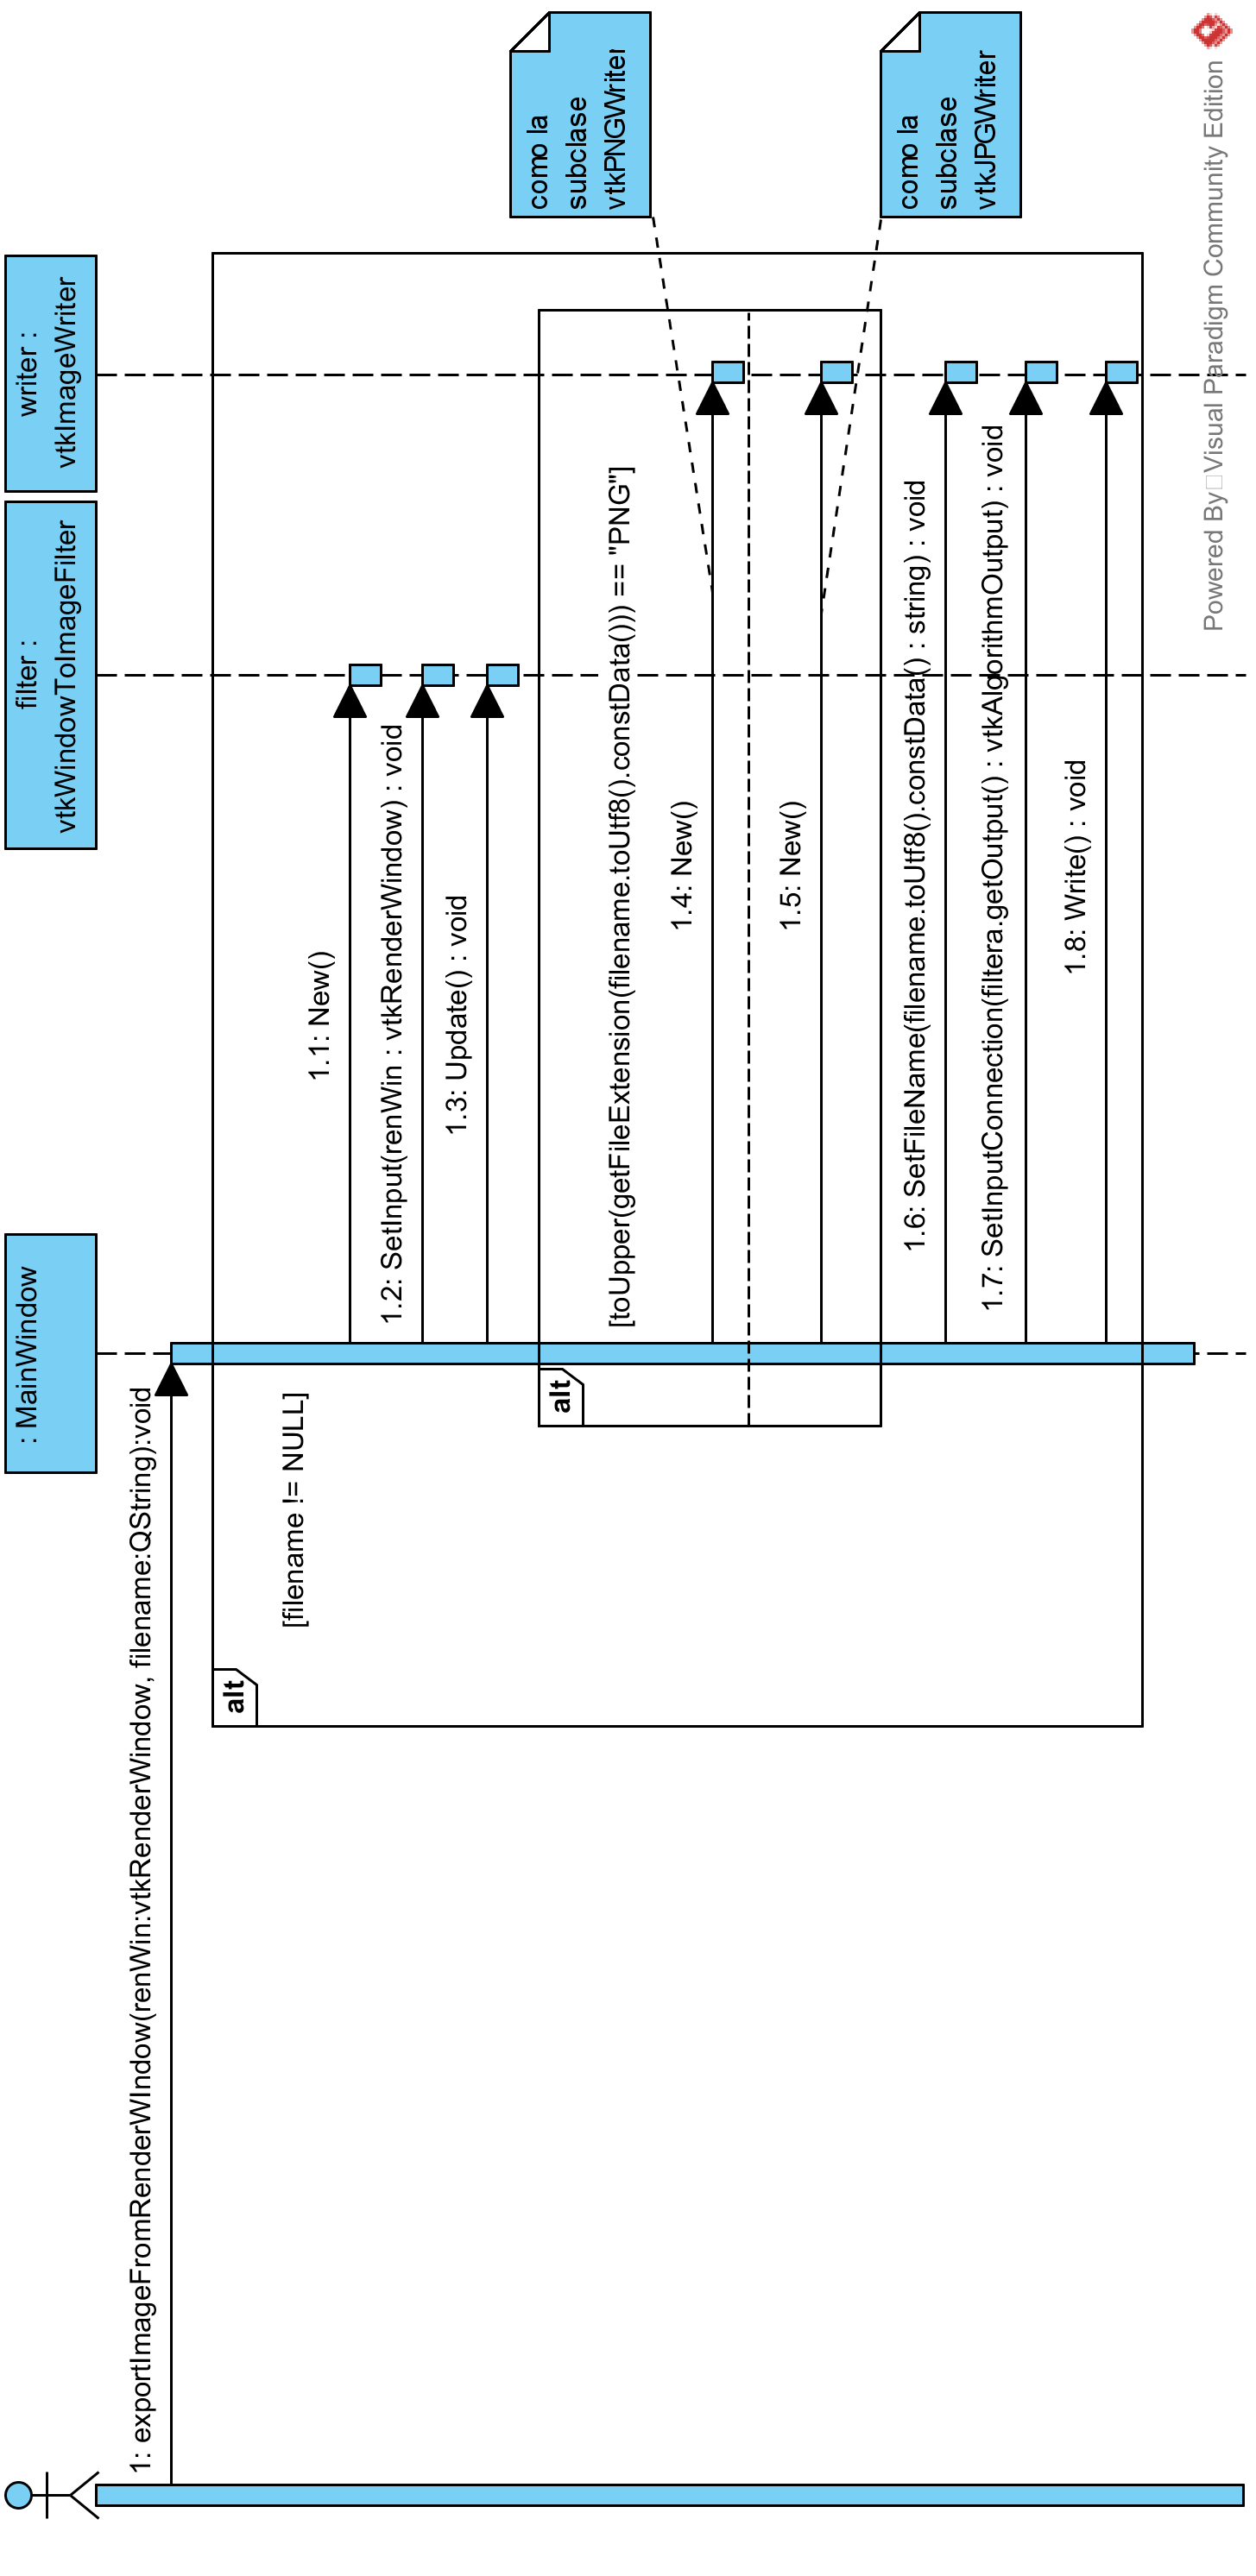 : MainWindow
filter :
vtkWindowToImageFilter
writer :
vtkImageWriter
1: exportImageFromRenderWIndow(renWin:vtkRenderWindow, filename:QString):void
alt
[filename != NULL]
1.1: New()
1.2: SetInput(renWin : vtkRenderWindow) : void
1.3: Update() : void
alt
[toUpper(getFileExtension(filename.toUtf8().constData())) == "PNG"]
1.4: New()
como la
subclase
vtkPNGWriter
1.5: New()
como la
subclase
vtkJPGWriter
1.6: SetFileName(filename.toUtf8().constData() : string) : void
1.7: SetInputConnection(filtera.getOutput() : vtkAlgorithmOutput) : void
1.8: Write() : void
Powered By Visual Paradigm Community Edition